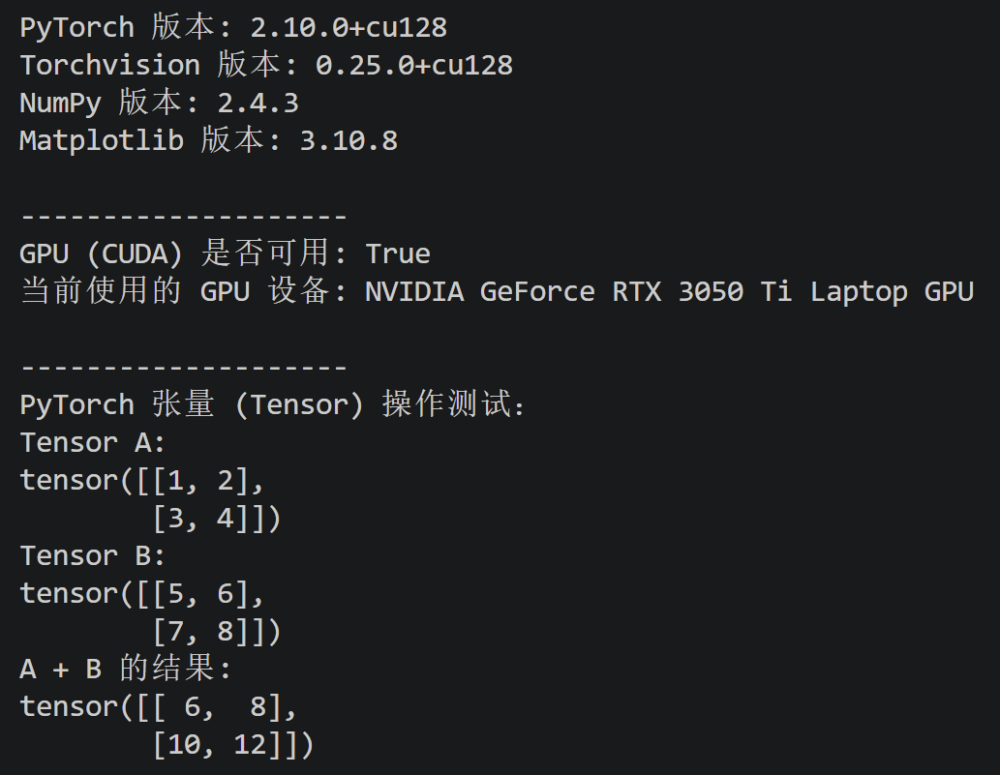 PyTorch 版本: 2.10.0+cu128
Torchvision 版本: 0.25.0+cu128
NumPy 版本: 2.4.3
Matplotlib 版本: 3.10.8
--------------------
GPU (CUDA) 是否可用: True
当前使用的 GPU 设备: NVIDIA GeForce RTX 3050 Ti Laptop GPU
--------------------
PyTorch 张量 (Tensor) 操作测试：
Tensor A:
tensor([[1, 2],
        [3, 4]])
Tensor B:
tensor([[5, 6],
        [7, 8]])
A + B 的结果:
tensor([[ 6,  8],
        [10, 12]])